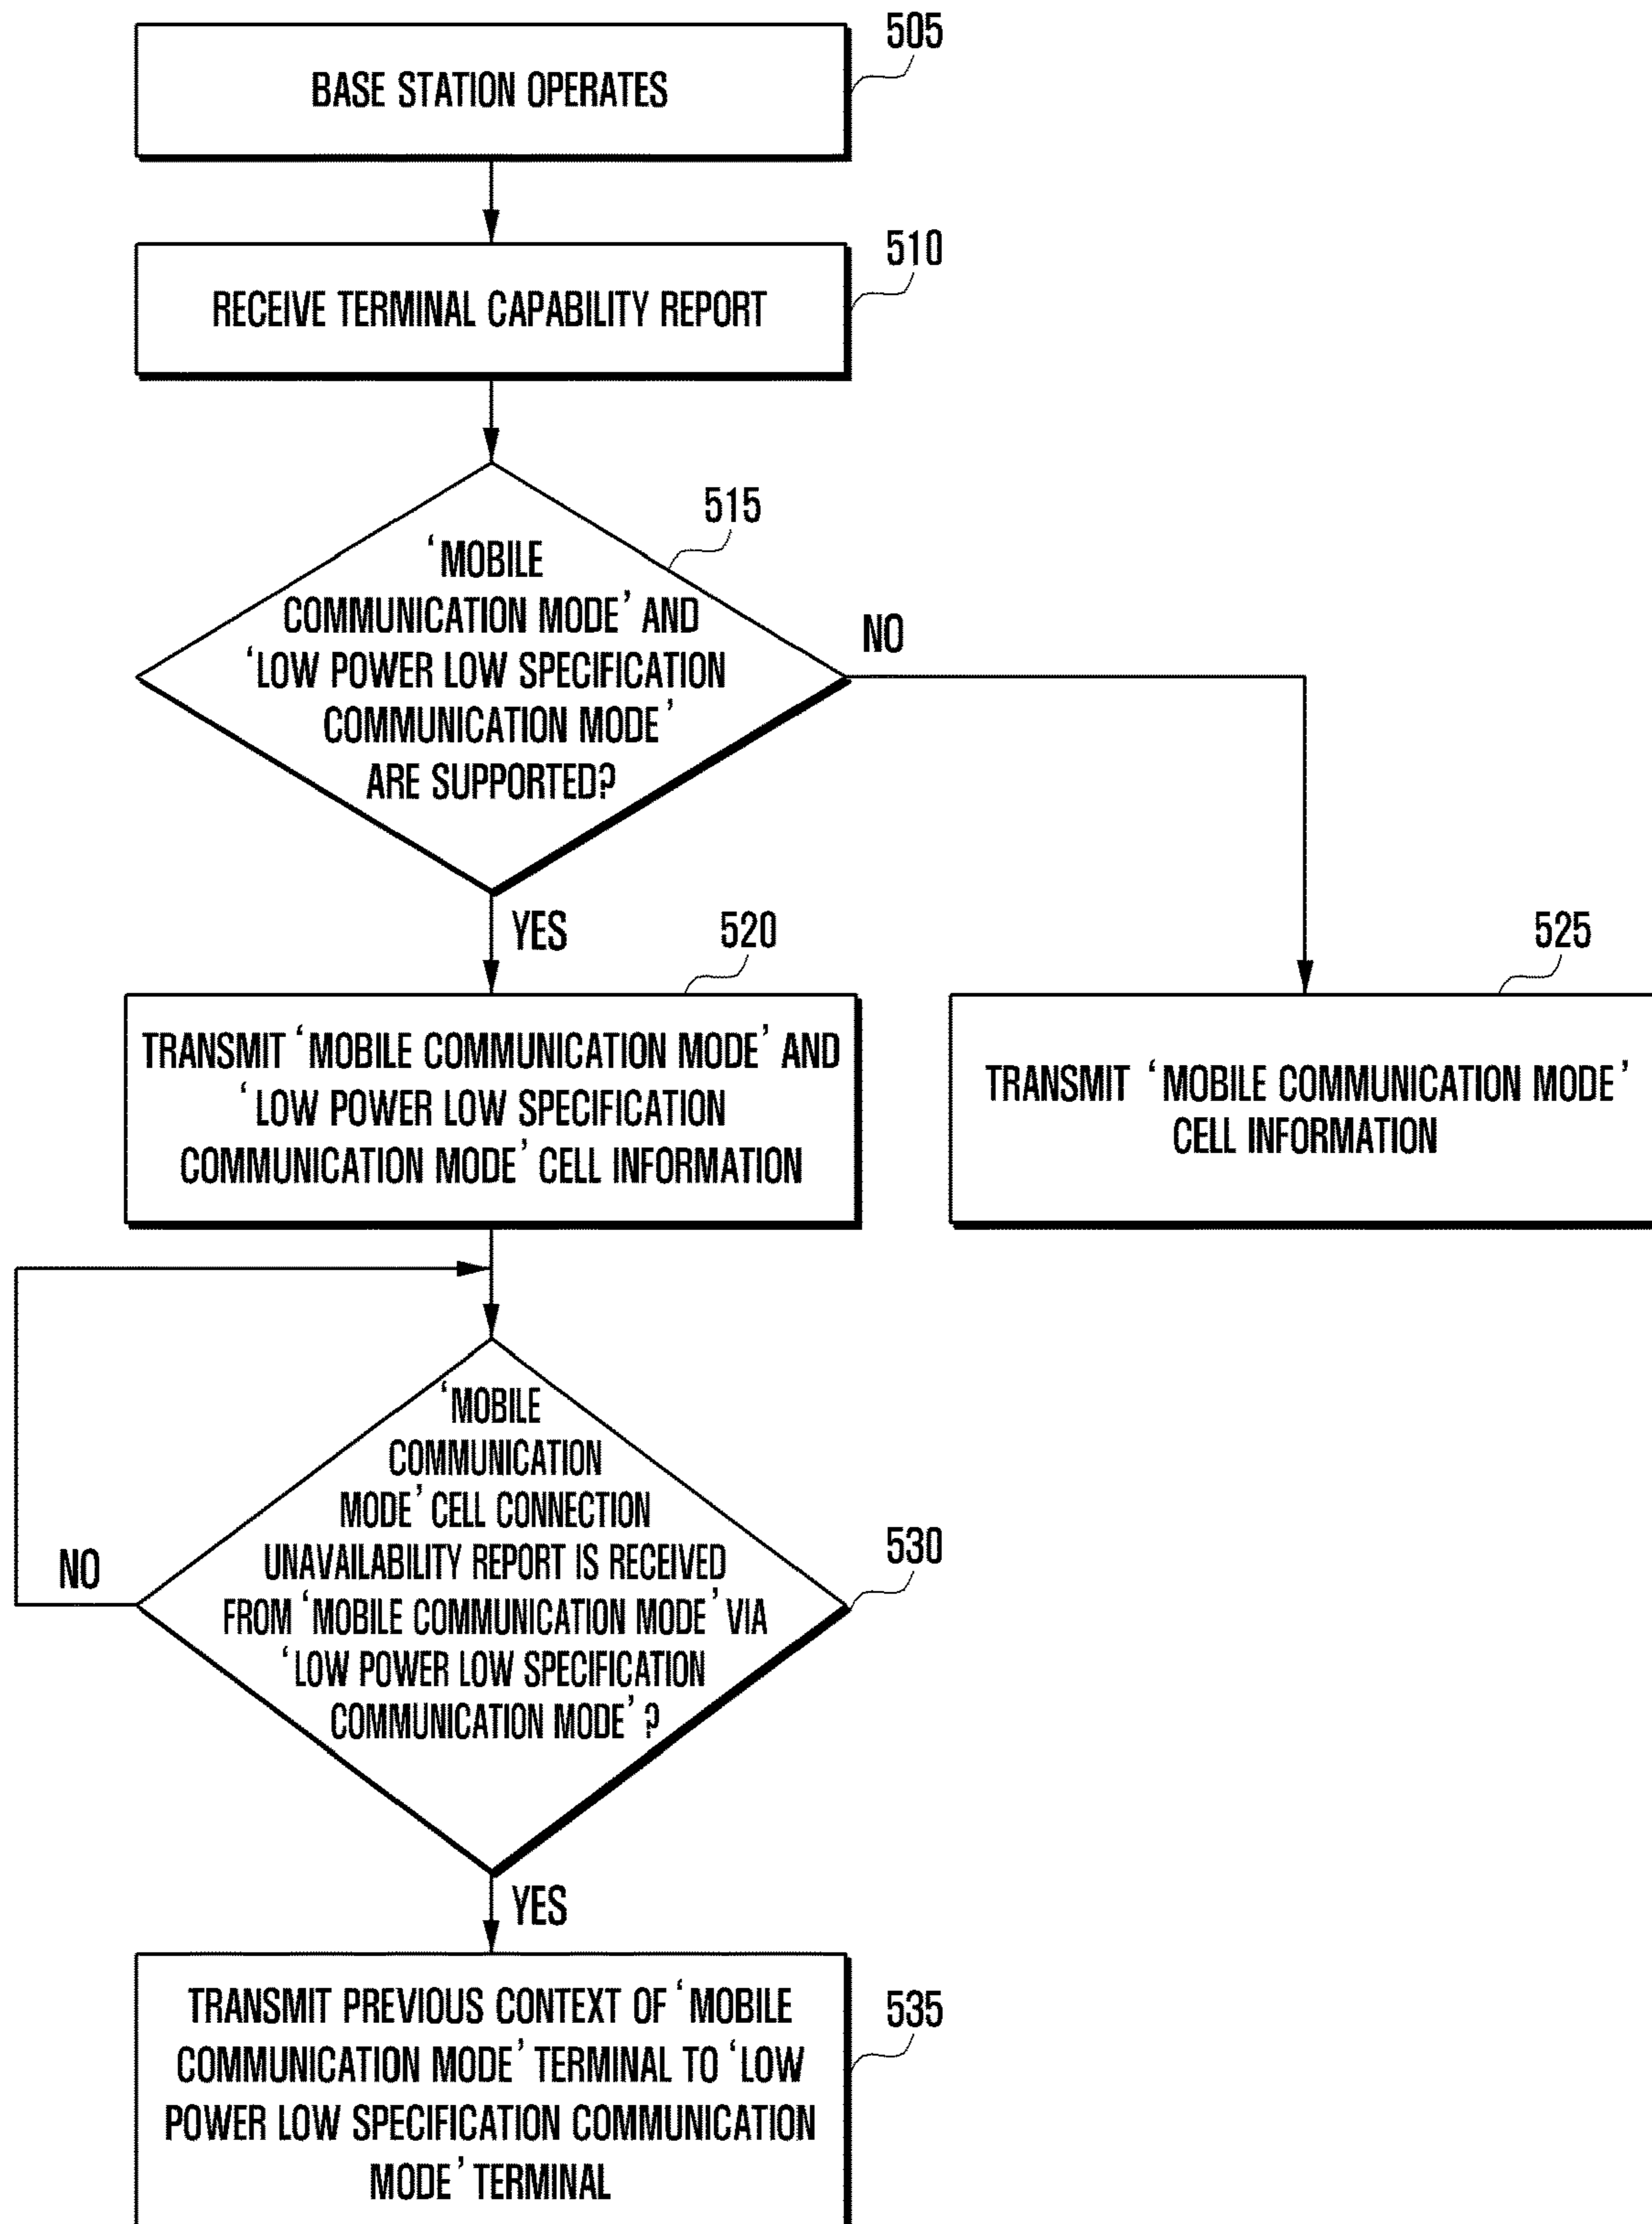 505
BASE STATION OPERATES
510
RECEIVE TERMINAL CAPABILITY REPORT
515
‘MOBILE
COMMUNICATION MODE’ AND
‘LOW POWER LOW SPECIFICATION
COMMUNICATION MODE’
ARE SUPPORTED?
NO
YES
520
TRANSMIT ‘MOBILE COMMUNICATION MODE’ AND
‘LOW POWER LOW SPECIFICATION
COMMUNICATION MODE’ CELL INFORMATION
525
TRANSMIT ‘MOBILE COMMUNICATION MODE’
CELL INFORMATION
‘MOBILE
COMMUNICATION
MODE’ CELL CONNECTION
UNAVAILABILITY REPORT IS RECEIVED
FROM ‘MOBILE COMMUNICATION MODE’ VIA
‘LOW POWER LOW SPECIFICATION
COMMUNICATION MODE’ ?
530
NO
YES
TRANSMIT PREVIOUS CONTEXT OF ‘MOBILE
COMMUNICATION MODE’ TERMINAL TO ‘LOW
POWER LOW SPECIFICATION COMMUNICATION
MODE’ TERMINAL
535